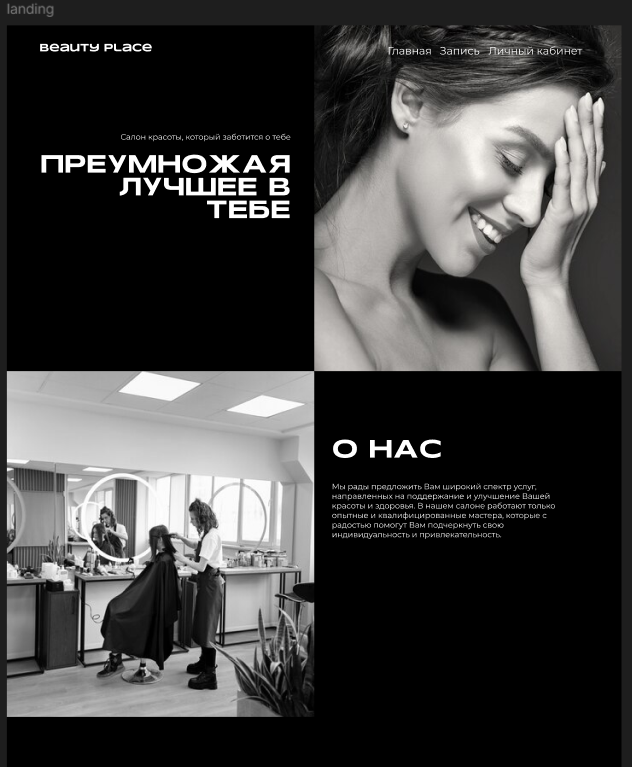 landing
Beauty Place
Главная Запись Личный кабинет
Салон красоты, который заботится о тебе
ПРЕУМНОЖАЯ
ЛУЧШЕЕ В
ТЕБЕ
О НАС
Мы рады предложить Вам широкий спектр услуг,
направленных на поддержание и улучшение Вашей
красоты и здоровья. В нашем салоне работают только
опытные и квалифицированные мастера, которые с
радостью помогут Вам подчеркнуть свою
индивидуальность и привлекательность.